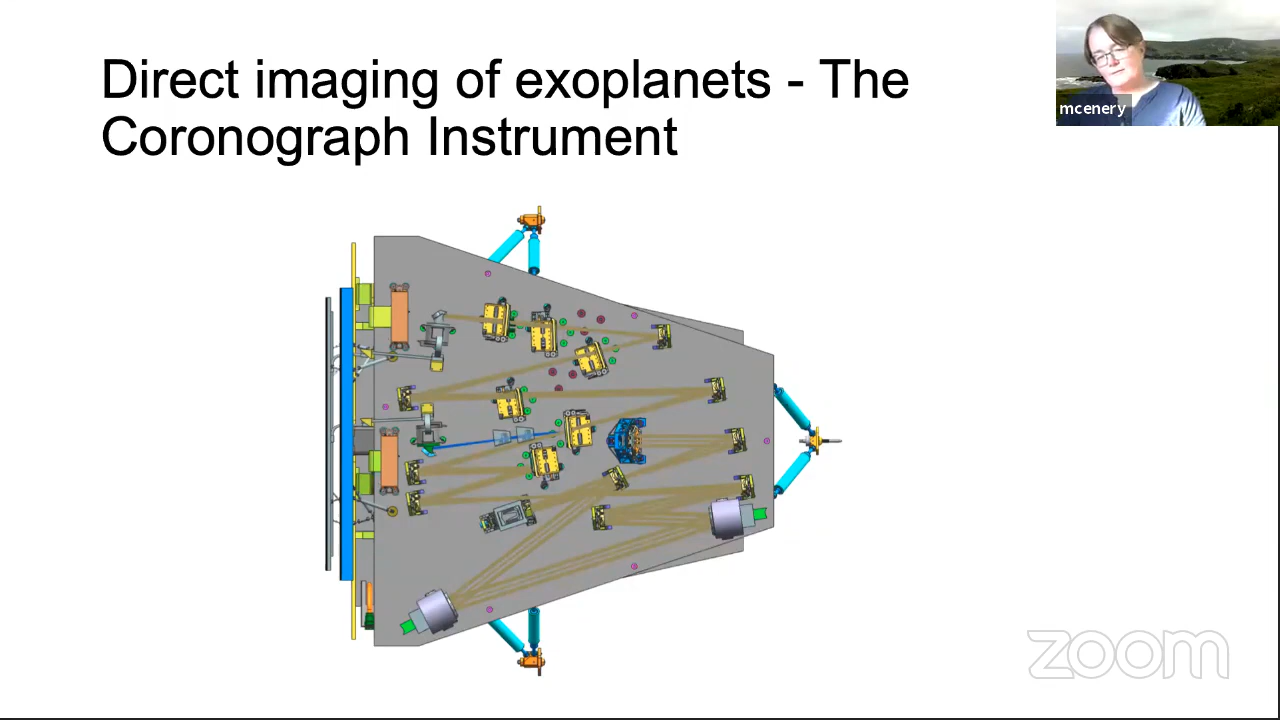 Direct imaging of exoplanets - The
Coronograph Instrument
mcenery
zoom